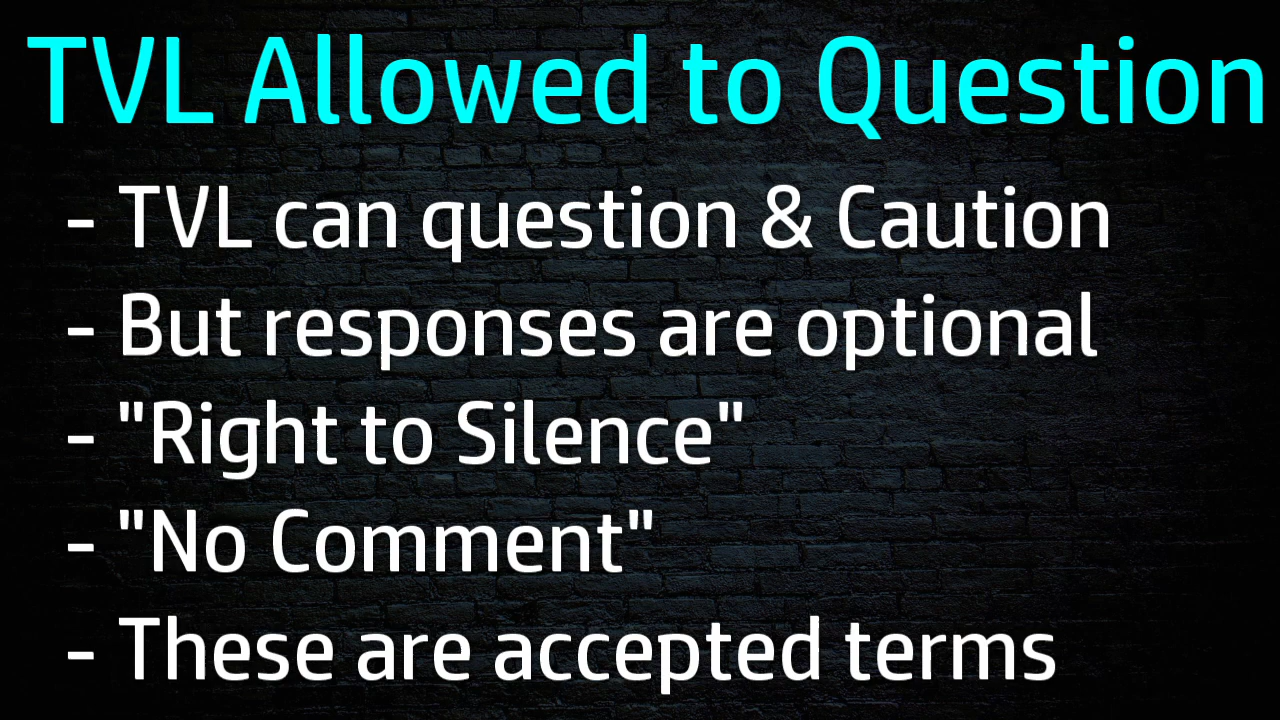 TVL Allowed to Question
- TVL can question & Caution
- But responses are optional
- "Right to Silence"
- "No Comment"
- These are accepted terms